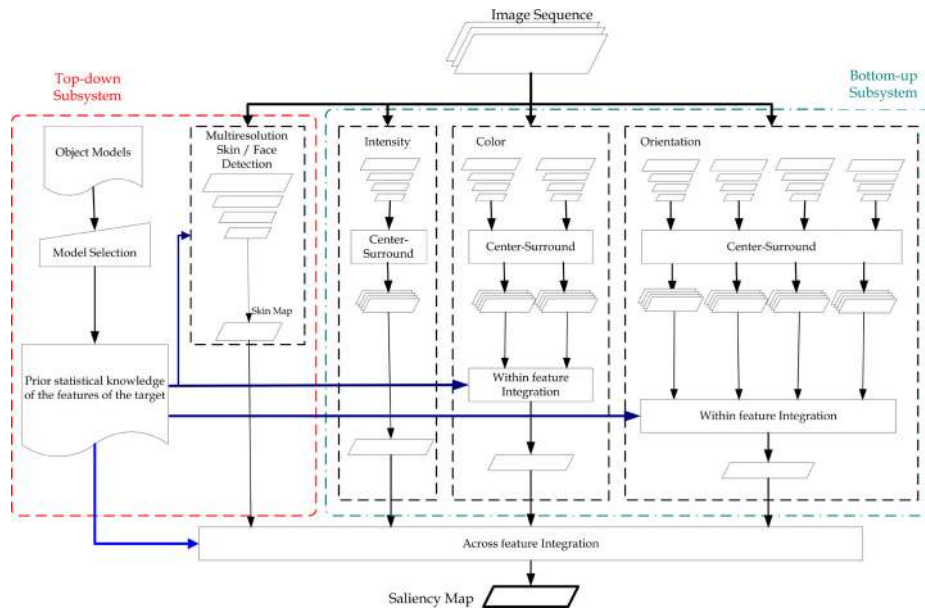 Image Sequence
Top-down
Subsystem
Bottom-up
Subsystem
Object Models
Multiresolution
Skin / Face
Detection
Intensity
Color
Orientation
Model Selection
Center-
Surround
Center-Surround
Center-Surround
Skin Map
Prior statistical knowledge
of the features of the target
Within feature
Integration
Within feature Integration
Across feature Integration
Saliency Map